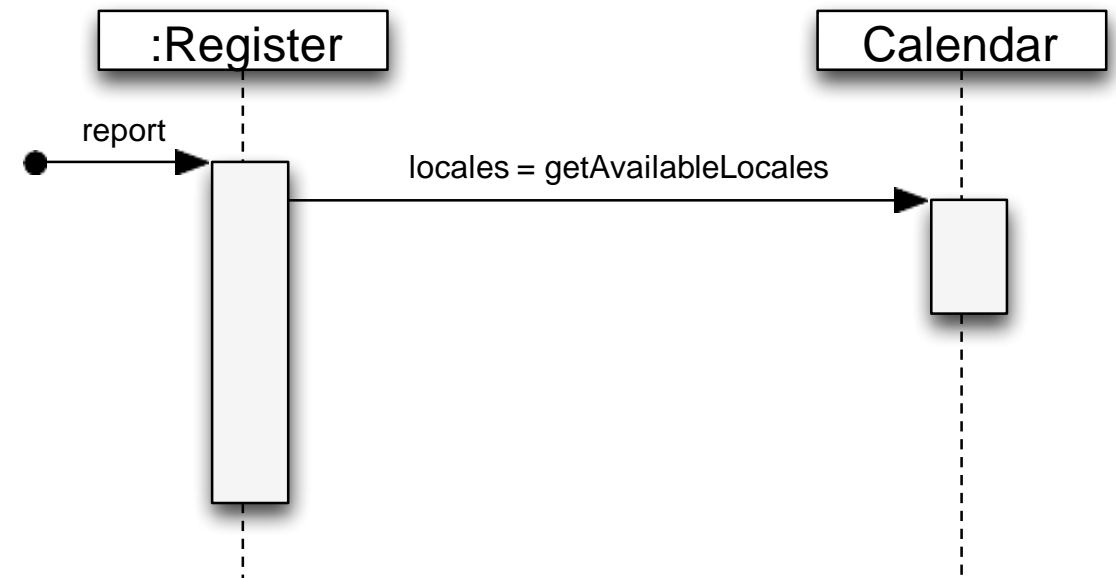 :Register
Calendar
report
locales = getAvailableLocales